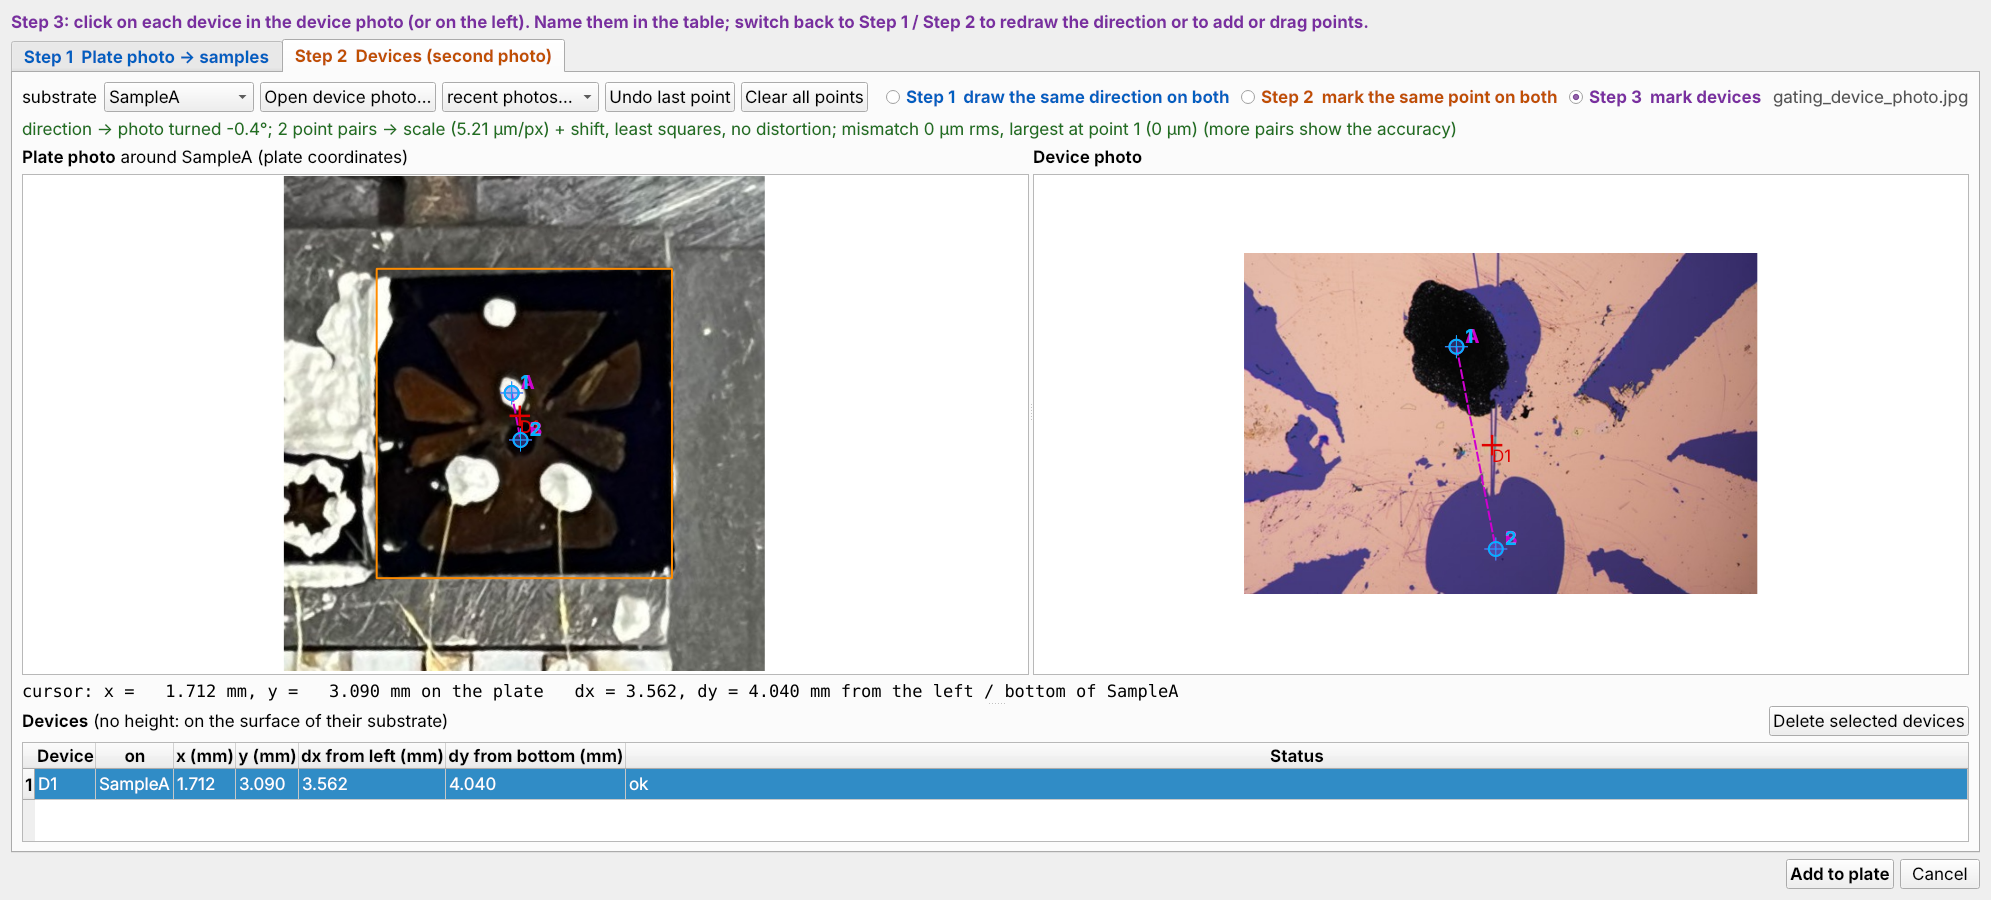 Step 3: click on each device in the device photo (or on the left). Name them in the table; switch back to Step 1 / Step 2 to redraw the direction or to add or drag points.
Step 1 Plate photo → samples
Step 2 Devices (second photo)
substrate SampleA Open device photo... recent photos... Undo last point Clear all points Step 1 draw the same direction on both Step 2 mark the same point on both Step 3 mark devices gating_device_photo.jpg
direction → photo turned -0.4°; 2 point pairs → scale (5.21 µm/px) + shift, least squares, no distortion; mismatch 0 µm rms, largest at point 1 (0 µm) (more pairs show the accuracy)
Plate photo around SampleA (plate coordinates)
Device photo
1
2
1
D1
2
cursor: x = 1.712 mm, y = 3.090 mm on the plate dx = 3.562, dy = 4.040 mm from the left / bottom of SampleA
Devices (no height: on the surface of their substrate)
Delete selected devices
Device on x (mm) y (mm) dx from left (mm) dy from bottom (mm) Status
1 D1 SampleA 1.712 3.090 3.562 4.040 ok
Add to plate Cancel